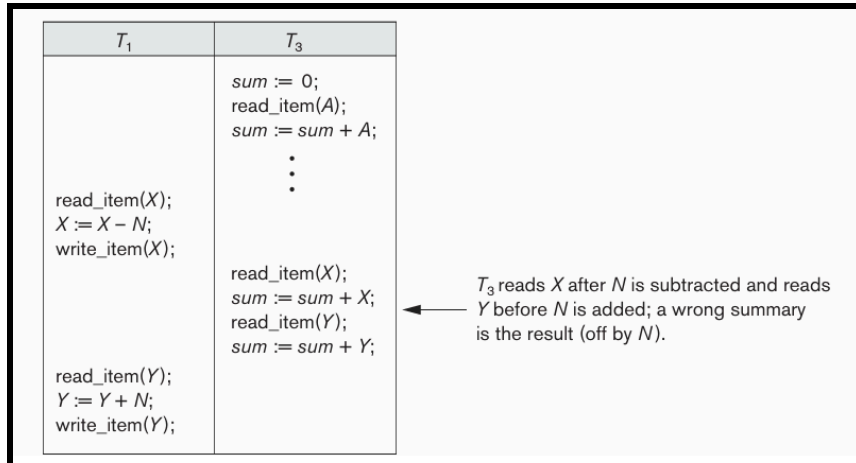 T1 T3
sum := 0;
read_item(A);
sum := sum + A;
read_item(X);
X := X – N;
write_item(X);
read_item(X);
sum := sum + X;
read_item(Y);
sum := sum + Y;
T3 reads X after N is subtracted and reads
Y before N is added; a wrong summary
is the result (off by N).
read_item(Y);
Y := Y + N;
write_item(Y);